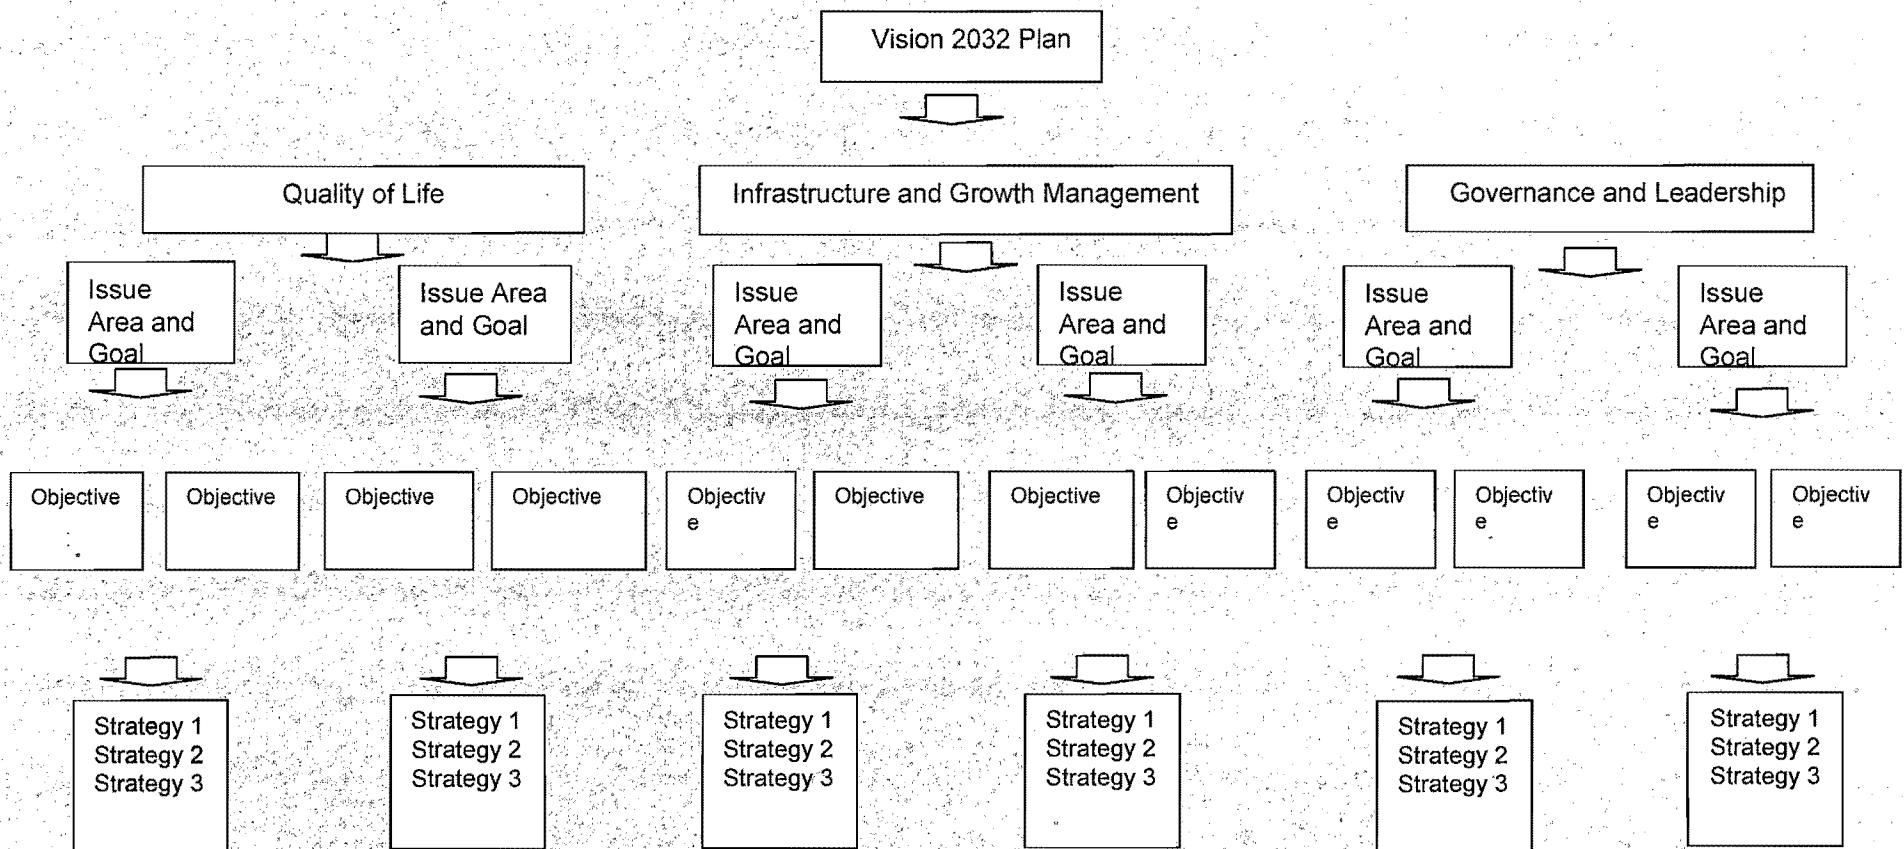 Vision 2032 Plan
Quality of Life
Infrastructure and Growth Management
Governance and Leadership
Issue
Area and
Goal
Issue Area
and Goal
Issue
Area and
Goal
Issue
Area and
Goal
Issue
Area and
Goal
Issue
Area and
Goal
Objective
Objective
Objective
Objective
Objectiv
e
Objective
Objective
Objectiv
e
Objectiv
e
Objectiv
e
Objectiv
e
Objectiv
e
Strategy 1
Strategy 2
Strategy 3
Strategy 1
Strategy 2
Strategy 3
Strategy 1
Strategy 2
Strategy 3
Strategy 1
Strategy 2
Strategy 3
Strategy 1
Strategy 2
Strategy 3
Strategy 1
Strategy 2
Strategy 3